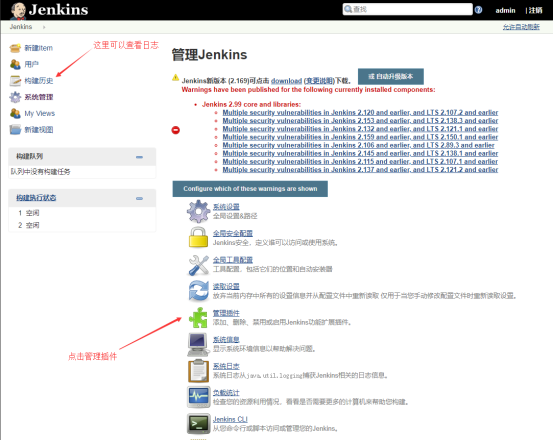 Jenkins
查找
admin
| 注销
Jenkins
允许自动刷新
这里可以查看日志
新建Item
用户
构建历史
系统管理
My Views
新建视图
构建队列
队列中没有构建任务
构建执行状态
1 空闲
2 空闲
点击管理插件
管理Jenkins
Jenkins新版本 (2.169)可点击 download (变更说明)下载。
或 自动升级版本
Warnings have been published for the following currently installed components:
Jenkins 2.99 core and libraries:
Multiple security vulnerabilities in Jenkins 2.120 and earlier, and LTS 2.107.2 and earlier
Multiple security vulnerabilities in Jenkins 2.153 and earlier, and LTS 2.138.3 and earlier
Multiple security vulnerabilities in Jenkins 2.132 and earlier, and LTS 2.121.1 and earlier
Multiple security vulnerabilities in Jenkins 2.159 and earlier, and LTS 2.150.1 and earlier
Multiple security vulnerabilities in Jenkins 2.106 and earlier, and LTS 2.89.3 and earlier
Multiple security vulnerabilities in Jenkins 2.145 and earlier, and LTS 2.138.1 and earlier
Multiple security vulnerabilities in Jenkins 2.115 and earlier, and LTS 2.107.1 and earlier
Multiple security vulnerabilities in Jenkins 2.137 and earlier, and LTS 2.121.2 and earlier
Configure which of these warnings are shown
系统设置
全局设置&路径
全局安全配置
Jenkins安全，定义谁可以访问或使用系统。
全局工具配置
工具配置，包括它们的位置和自动安装器
读取设置
放弃当前内存中所有的设置信息并从配置文件中重新读取 仅用于当您手动修改配置文件时重新读取设置。
管理插件
添加、删除、禁用或启用Jenkins功能扩展插件。
系统信息
显示系统环境信息以帮助解决问题。
系统日志
系统日志从java.util.logging捕获Jenkins相关的日志信息。
负载统计
检查您的资源利用情况，看看是否需要更多的计算机来帮助您构建。
Jenkins CLI
从您命令行或脚本访问或管理您的Jenkins。